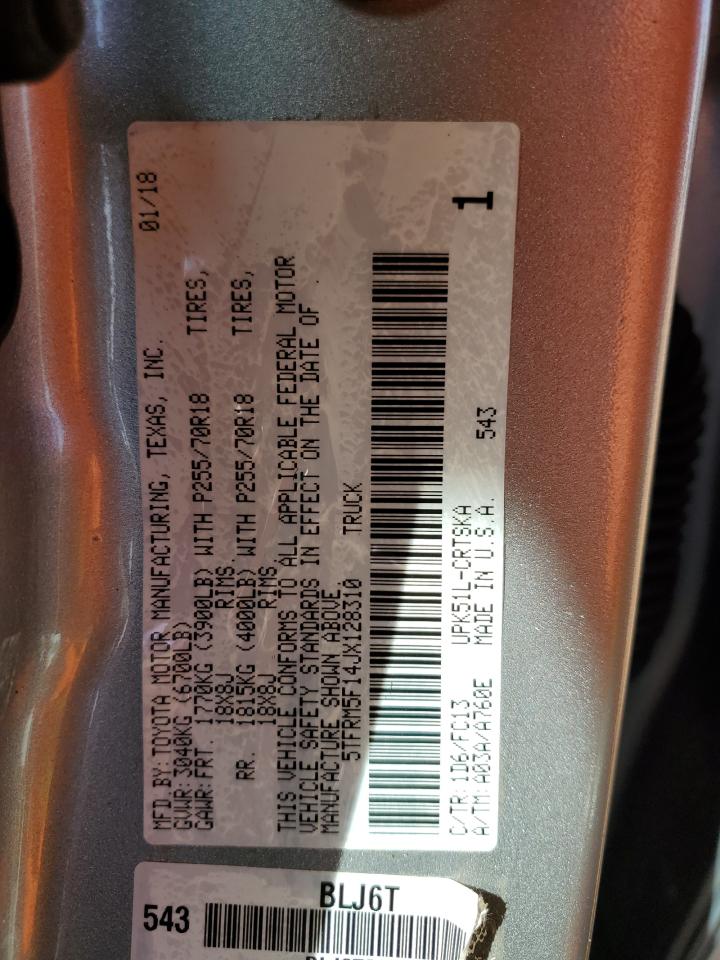 MFD.BY:TOYOTA MOTOR MANUFACTURING, TEXAS, INC. 01/18
GVWR:3040KG (6700LB)
GAWR:FRT. 1770KG (3900LB) WITH P255/70R18 TIRES,
18X8J RIMS,
RR. 1815KG (4000LB) WITH P255/70R18 TIRES,
18X8J RIMS
THIS VEHICLE CONFORMS TO ALL APPLICABLE FEDERAL MOTOR
VEHICLE SAFETY STANDARDS IN EFFECT ON THE DATE OF
MANUFACTURE SHOWN ABOVE.
5TFRM5F14JX128310 TRUCK
C/TR:1D6/FC13 UPK51L-CRTSKA
A/TM:A03A/A760E MADE IN U.S.A. 543 1
BLJ6T
543